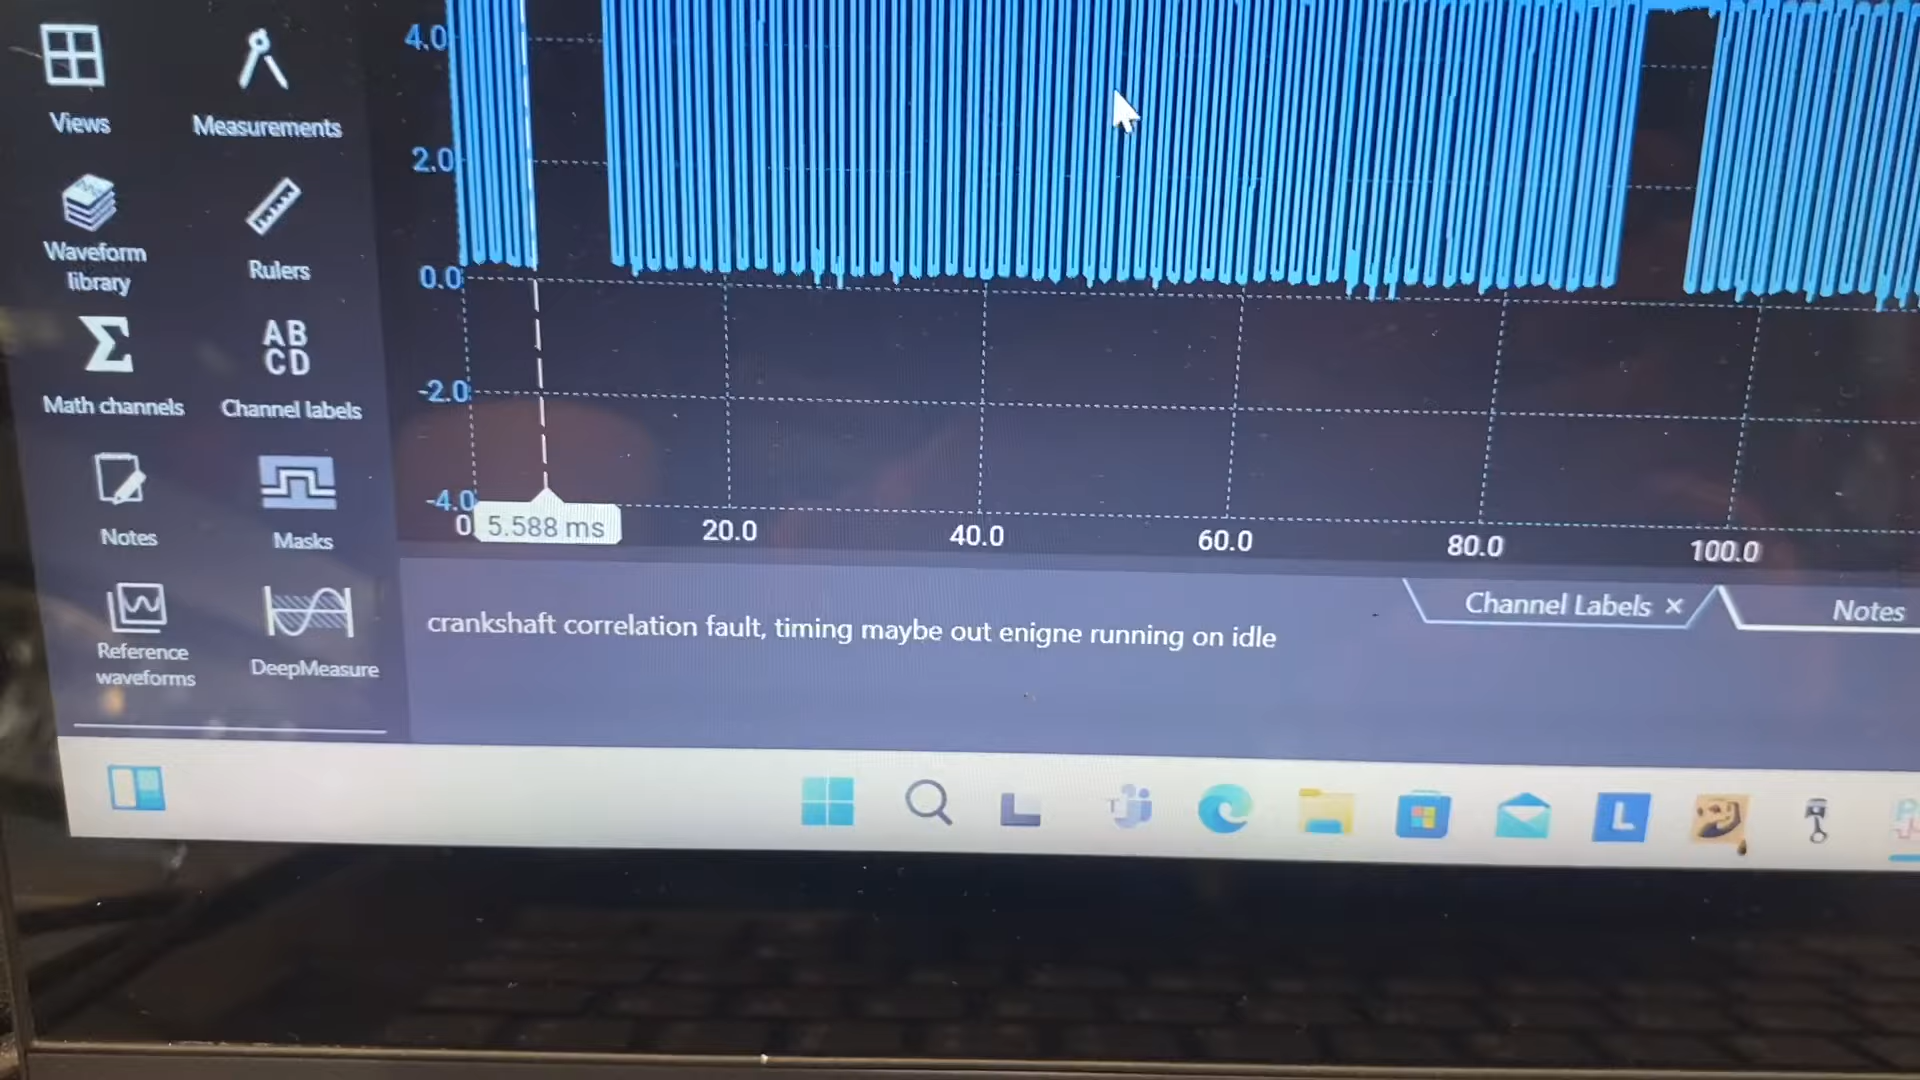 4.0
Views
Measurements
2.0
Waveform
library
Rulers
0.0
AB
CD
Math channels
Channel labels
-2.0
-4.0
0
5.588 ms
20.0
40.0
60.0
80.0
100.0
Notes
Masks
Reference
waveforms
DeepMeasure
Channel Labels ×
Notes
crankshaft correlation fault, timing maybe out enigne running on idle
T
L